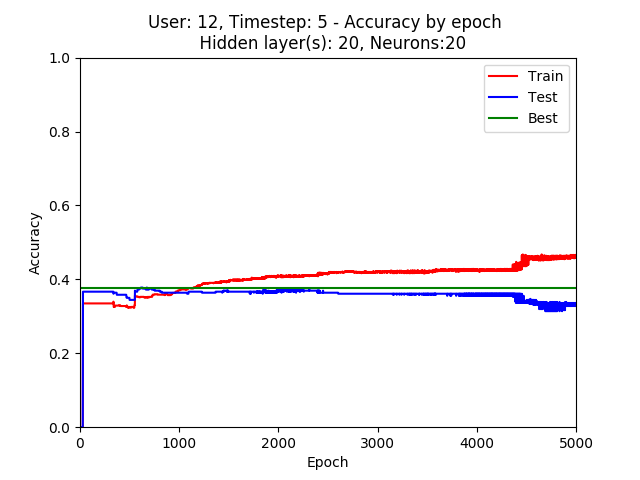 User: 12, Timestep: 5 - Accuracy by epoch
Hidden layer(s): 20, Neurons:20
Train
Test
Best
1.0
0.8
0.6
0.4
0.2
0.0
Accuracy
0
1000
2000
3000
4000
5000
Epoch